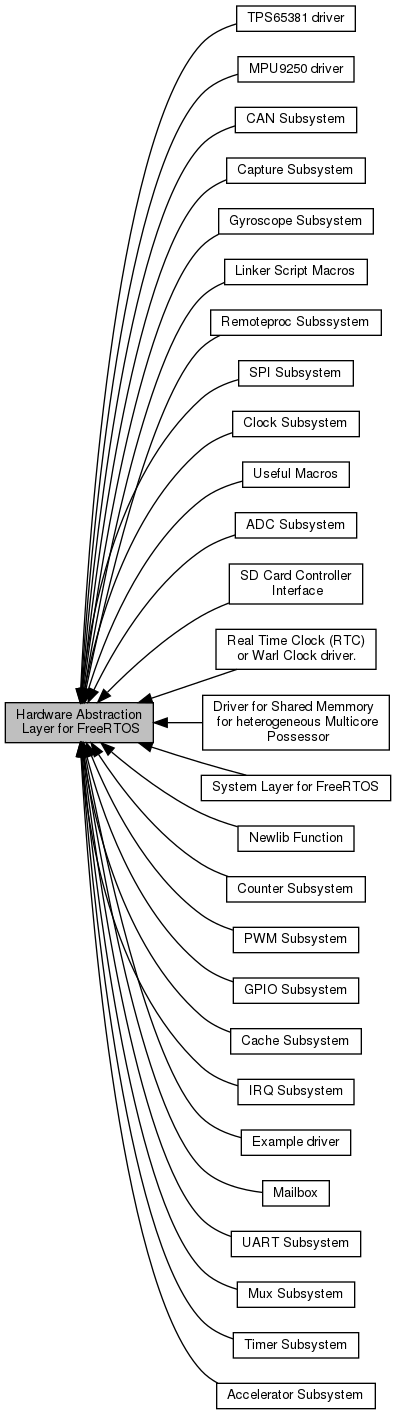 TPS65381 driver
MPU9250 driver
CAN Subsystem
Capture Subsystem
Gyroscope Subsystem
Linker Script Macros
Remoteproc Subssystem
SPI Subsystem
Clock Subsystem
Useful Macros
ADC Subsystem
SD Card Controller
Interface
Real Time Clock (RTC)
or Warl Clock driver.
Hardware Abstraction
Layer for FreeRTOS
Driver for Shared Memmory
for heterogeneous Multicore
Possessor
System Layer for FreeRTOS
Newlib Function
Counter Subsystem
PWM Subsystem
GPIO Subsystem
Cache Subsystem
IRQ Subsystem
Example driver
Mailbox
UART Subsystem
Mux Subsystem
Timer Subsystem
Accelerator Subsystem